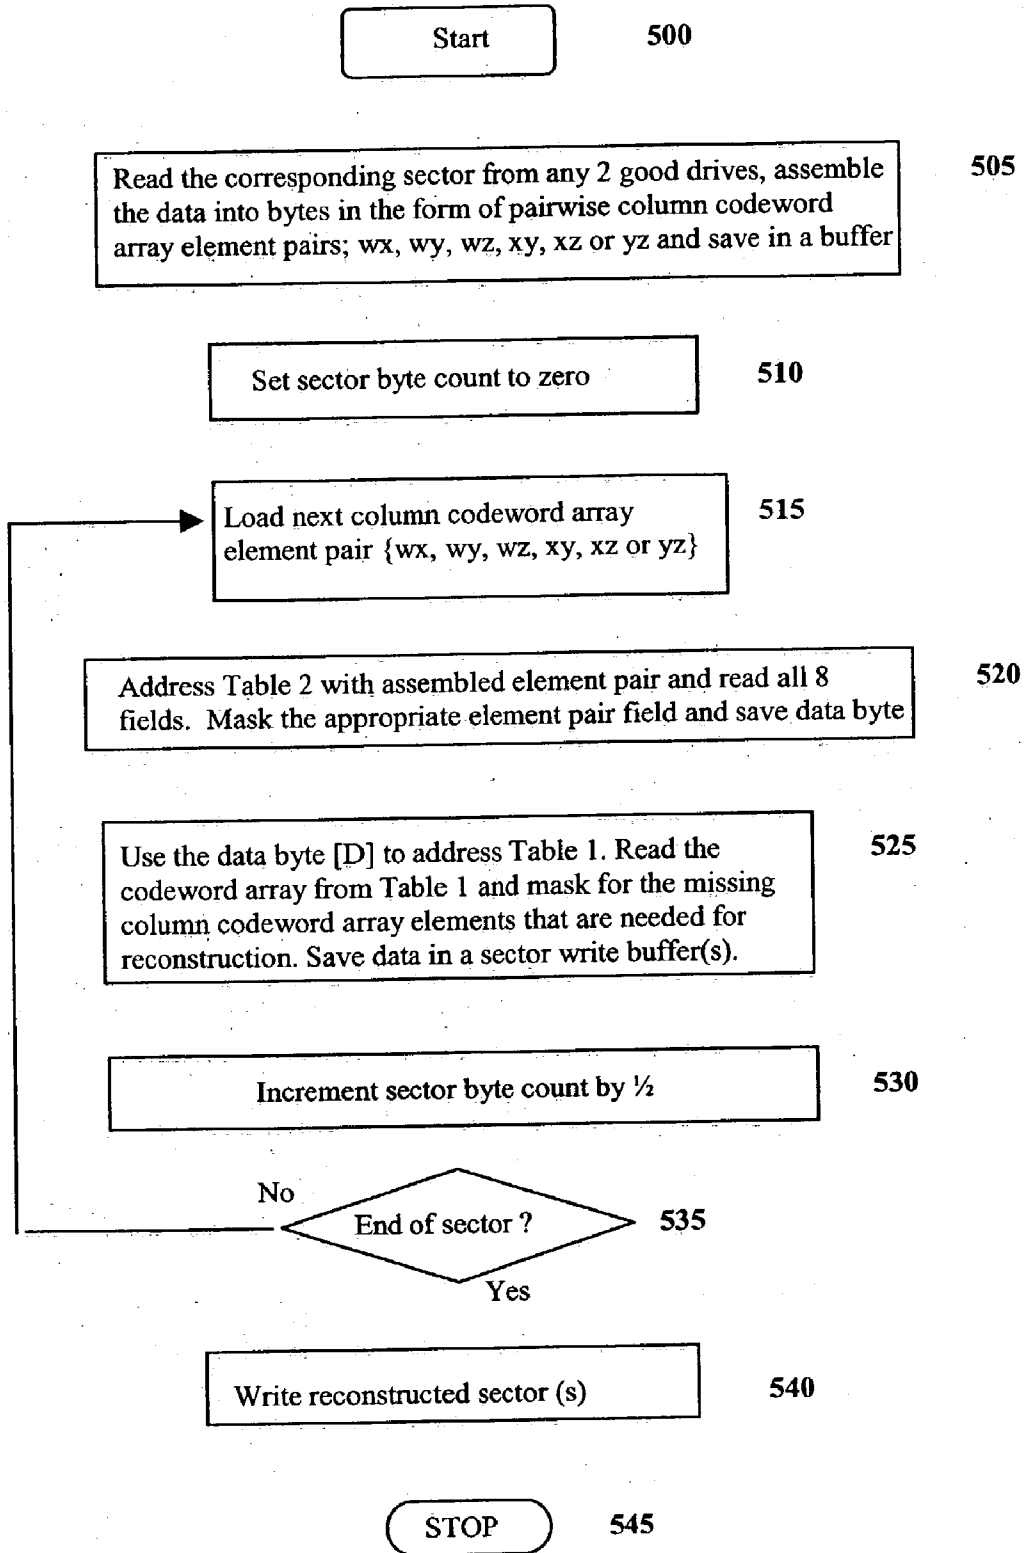 Start 500
Read the corresponding sector from any 2 good drives, assemble 505
the data into bytes in the form of pairwise column codeword
array element pairs; wx, wy, wz, xy, xz or yz and save in a buffer
Set sector byte count to zero 510
Load next column codeword array 515
element pair {wx, wy, wz, xy, xz or yz}
Address Table 2 with assembled element pair and read all 8 520
fields. Mask the appropriate element pair field and save data byte
Use the data byte [D] to address Table 1. Read the 525
codeword array from Table 1 and mask for the missing
column codeword array elements that are needed for
reconstruction. Save data in a sector write buffer(s).
Increment sector byte count by ½ 530
No
End of sector ? 535
Yes
Write reconstructed sector (s) 540
STOP 545